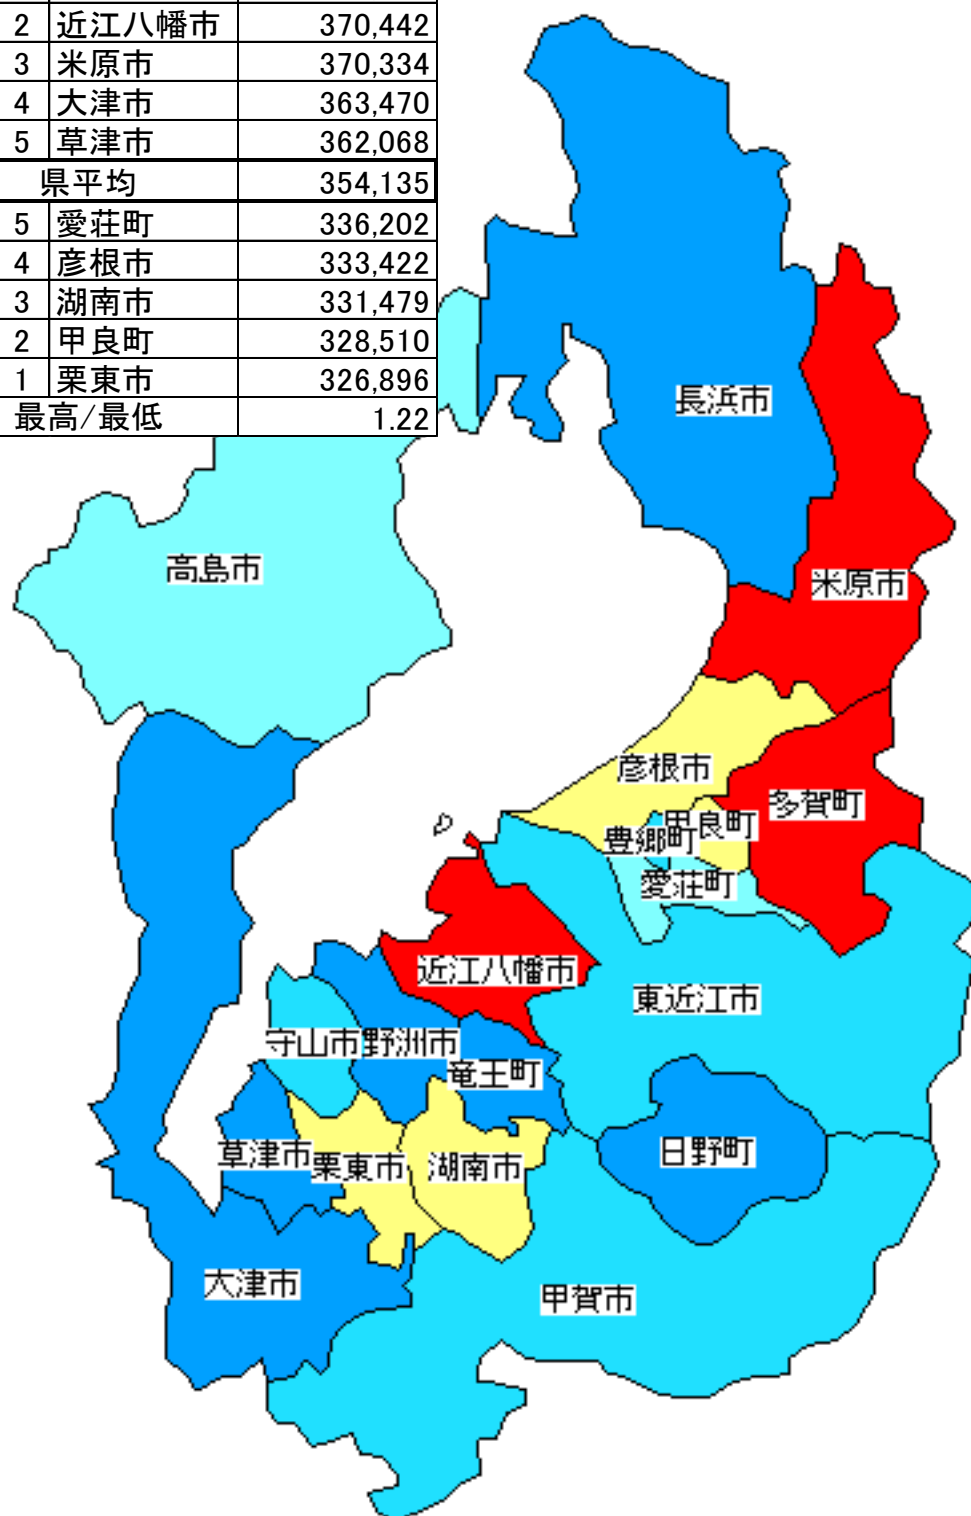 2 近江八幡市 370,442
3 米原市 370,334
4 大津市 363,470
5 草津市 362,068
県平均 354,135
5 愛荘町 336,202
4 彦根市 333,422
3 湖南市 331,479
2 甲良町 328,510
1 栗東市 326,896
最高/最低 1.22
長浜市
高島市
米原市
彦根市
多賀町
甲良町
豊郷町
愛荘町
近江八幡市
東近江市
守山市
野洲市
竜王町
草津市
栗東市
湖南市
日野町
大津市
甲賀市